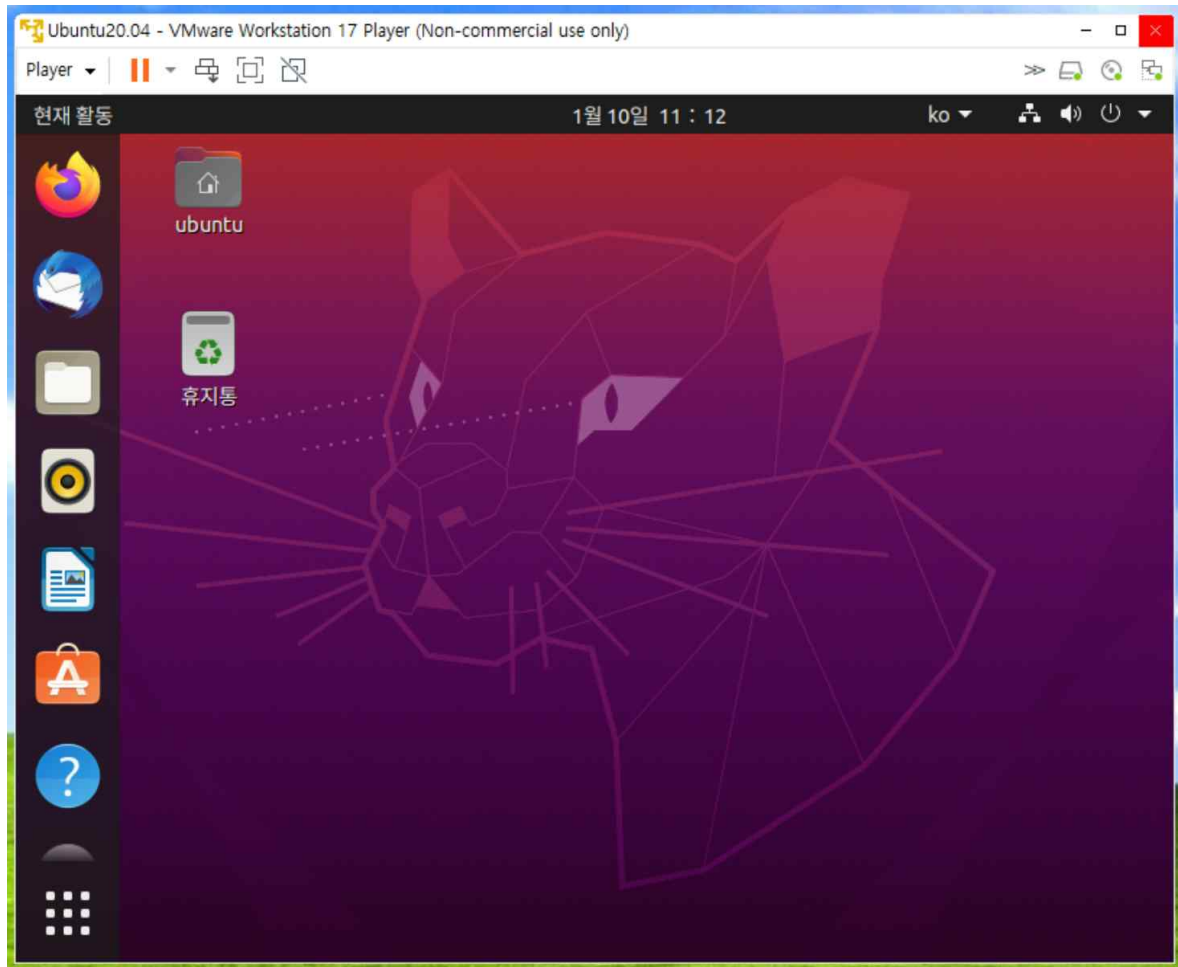 Ubuntu20.04 - VMware Workstation 17 Player (Non-commercial use only)
Player
현재 활동
1월 10일 11 : 12
ko
ubuntu
휴지통